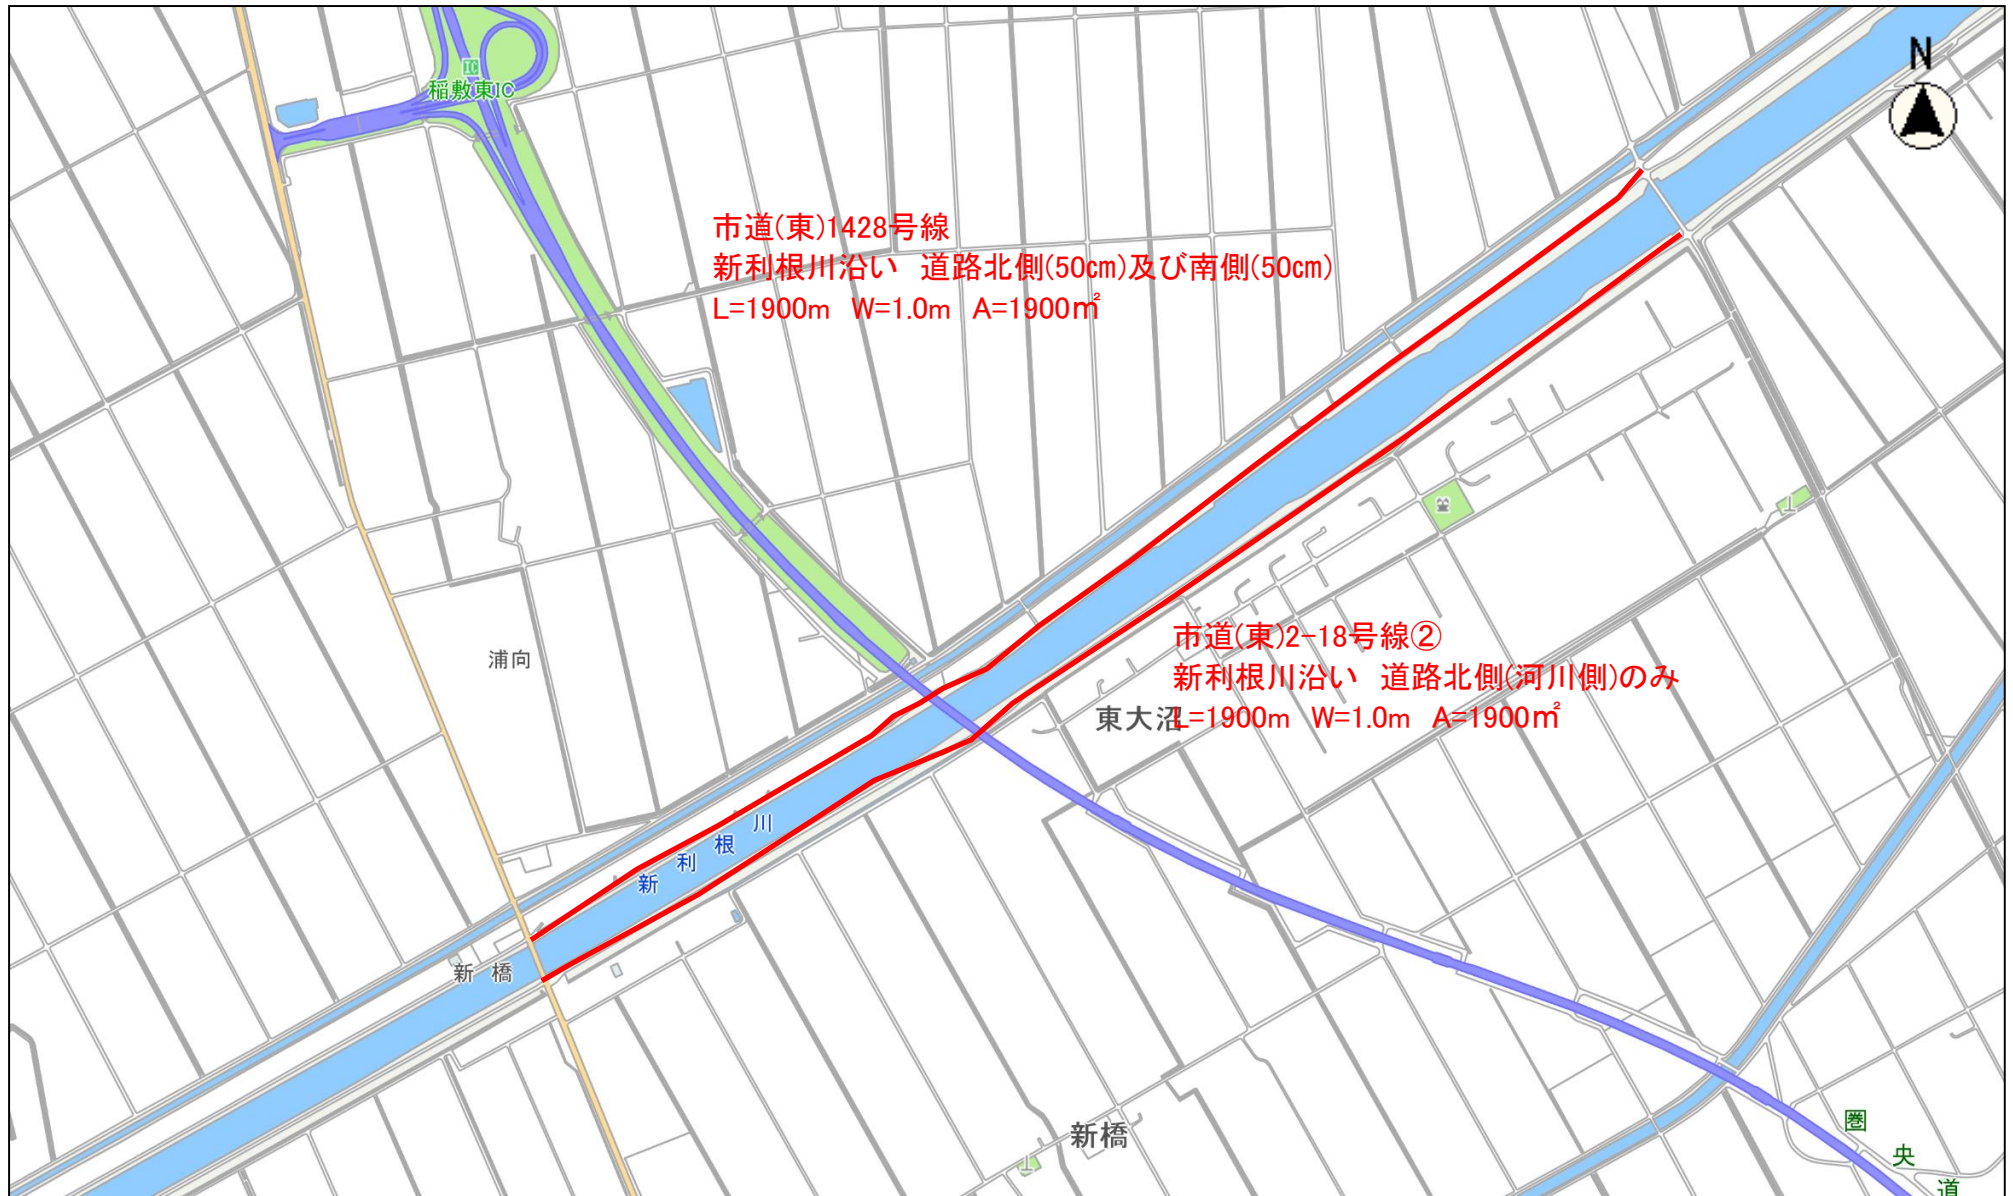 N
IC
稲敷東IC
市道(東)1428号線
新利根川沿い　道路北側(50㎝)及び南側(50㎝)
L=1900m　W=1.0m　A=1900㎡
浦向
市道(東)2-18号線②
新利根川沿い　道路北側(河川側)のみ
L=1900m　W=1.0m　A=1900㎡
東大沼
新利根川
新橋
新橋
圏央道